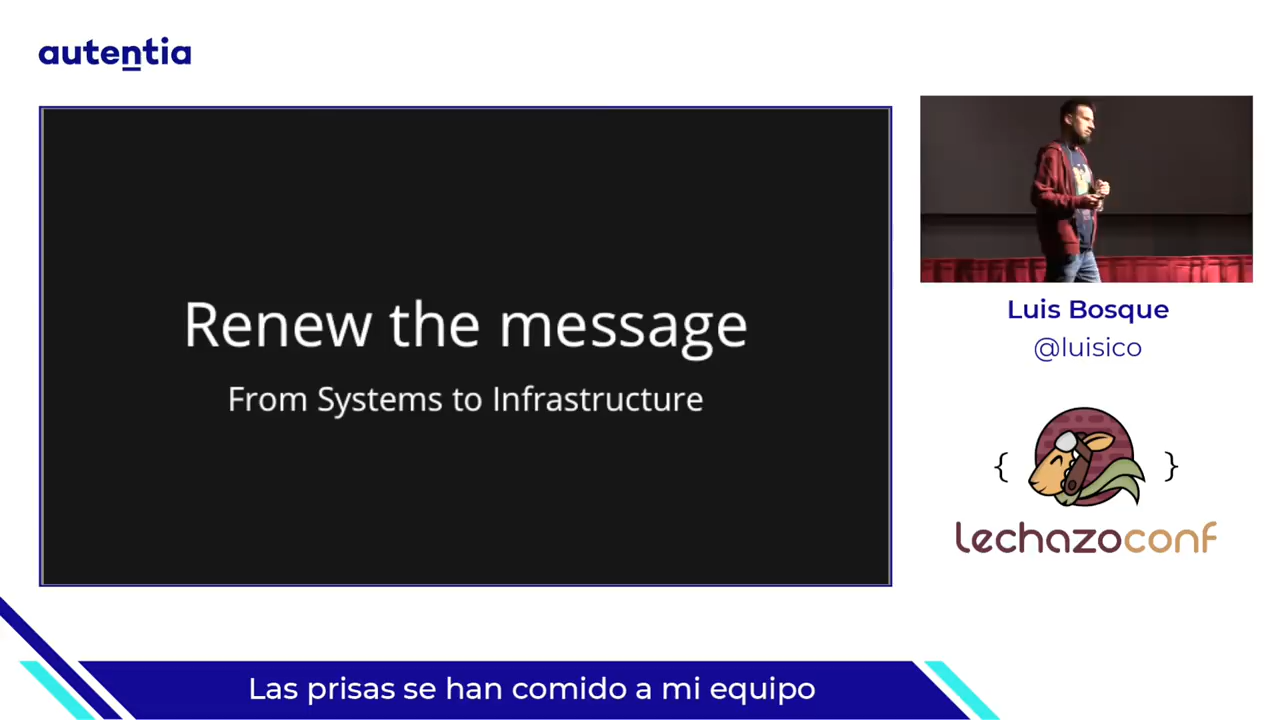 autentia
Renew the message
From Systems to Infrastructure
Luis Bosque
@luisico
{ }
lechazoconf
Las prisas se han comido a mi equipo